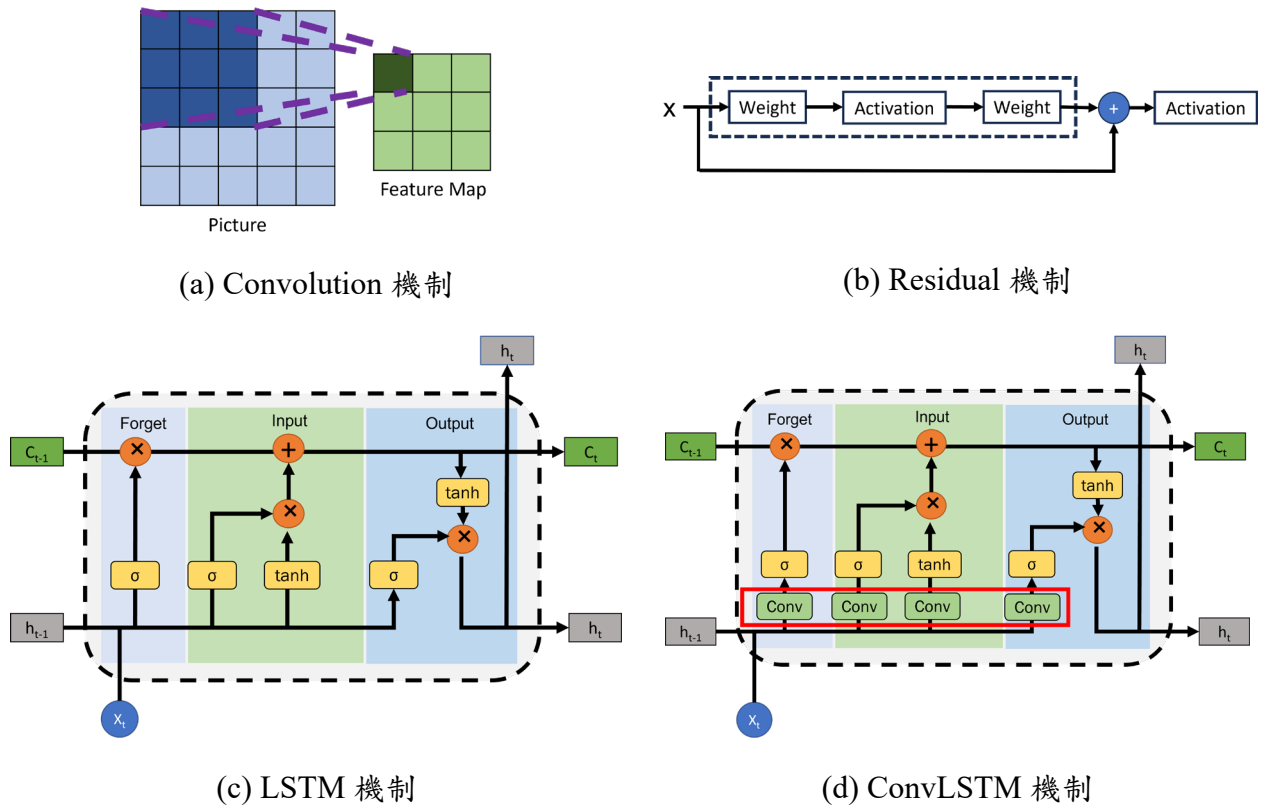 Picture
Feature Map
(a) Convolution 機制
X
Weight
Activation
Weight
+
Activation
(b) Residual 機制
hₜ
Forget
Input
Output
Cₜ₋₁
×
+
Cₜ
tanh
×
×
σ
σ
tanh
σ
hₜ₋₁
hₜ
Xₜ
(c) LSTM 機制
hₜ
Forget
Input
Output
Cₜ₋₁
×
+
Cₜ
tanh
×
×
σ
σ
tanh
σ
Conv
Conv
Conv
Conv
hₜ₋₁
hₜ
Xₜ
(d) ConvLSTM 機制